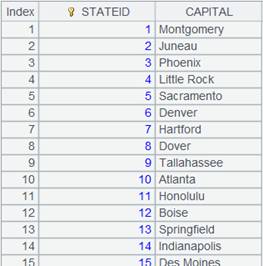 Index STATEID CAPITAL
1 1 Montgomery
2 2 Juneau
3 3 Phoenix
4 4 Little Rock
5 5 Sacramento
6 6 Denver
7 7 Hartford
8 8 Dover
9 9 Tallahassee
10 10 Atlanta
11 11 Honolulu
12 12 Boise
13 13 Springfield
14 14 Indianapolis
15 15 Des Moines